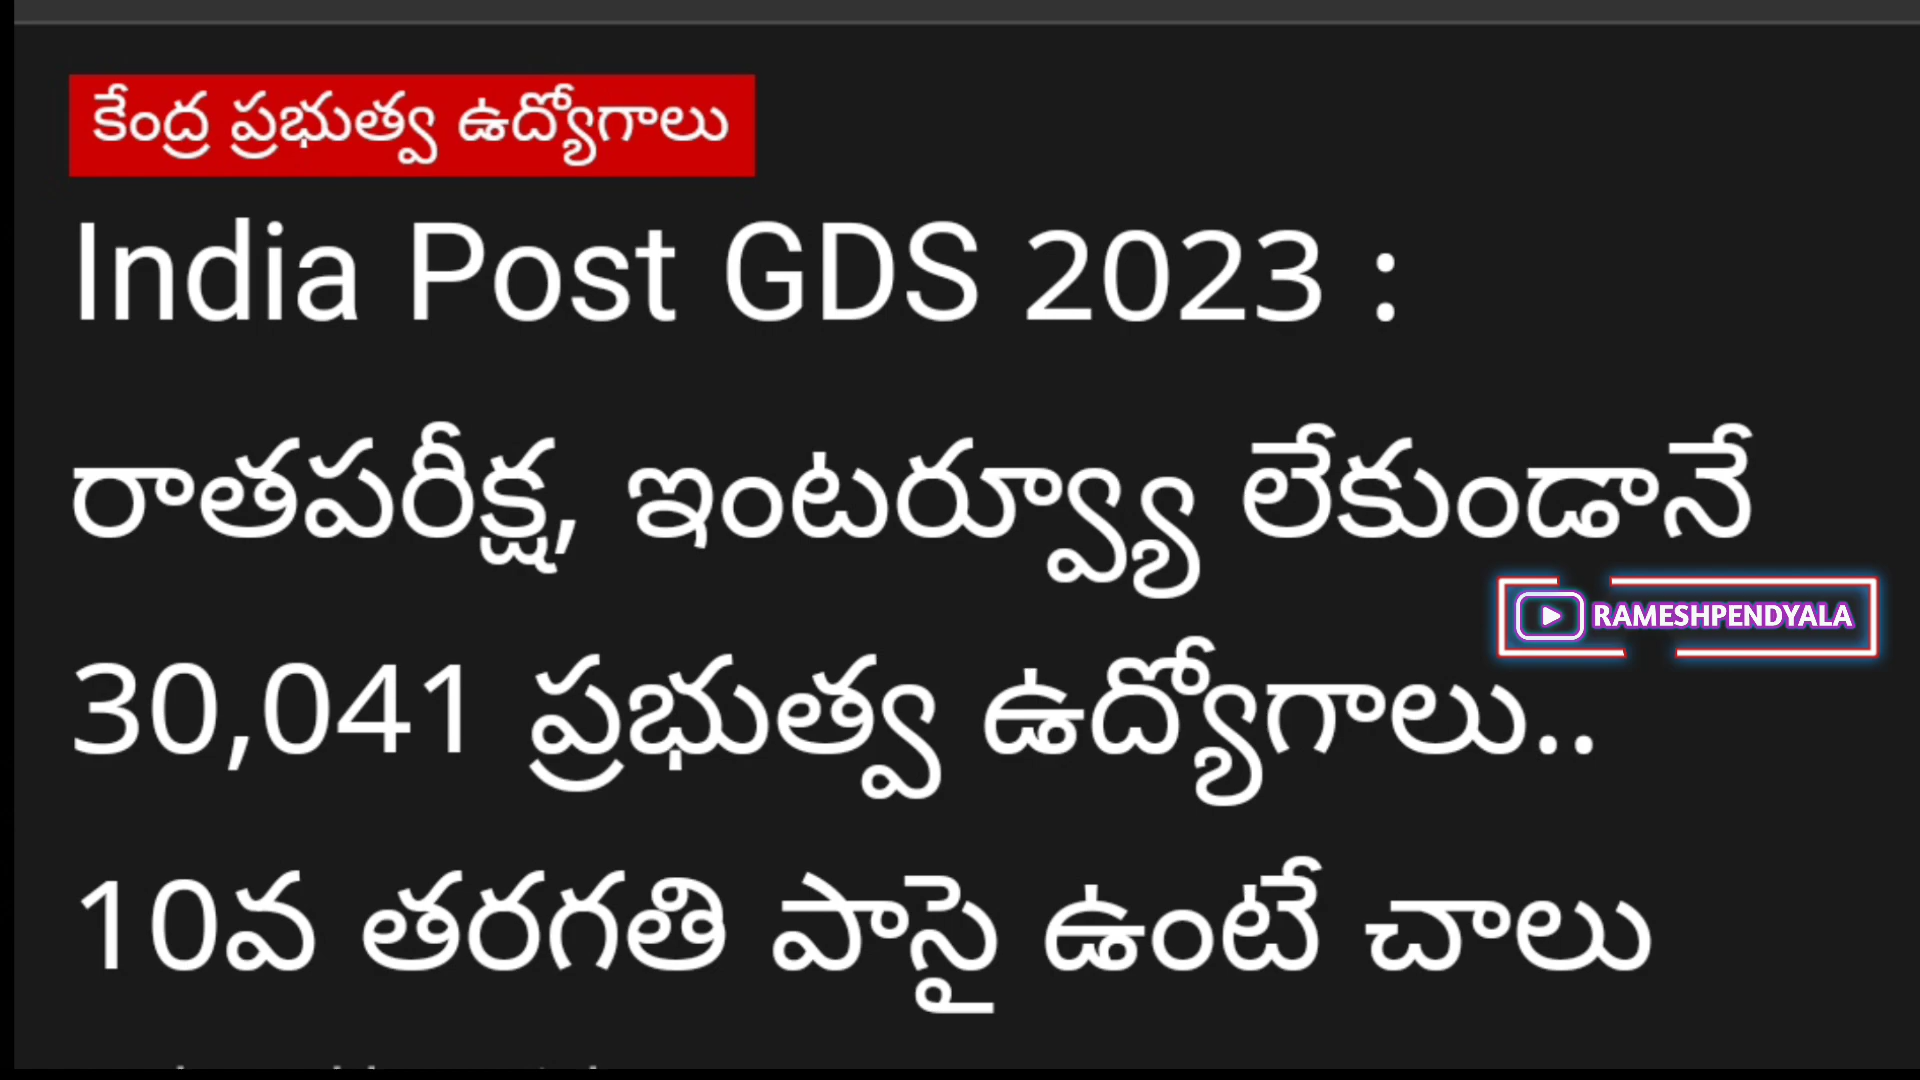 కేంద్ర ప్రభుత్వ ఉద్యోగాలు
India Post GDS 2023 :
రాతపరీక్ష, ఇంటర్వ్యూ లేకుండానే
RAMESHPENDYALA
30,041 ప్రభుత్వ ఉద్యోగాలు..
10వ తరగతి పాసై ఉంటే చాలు